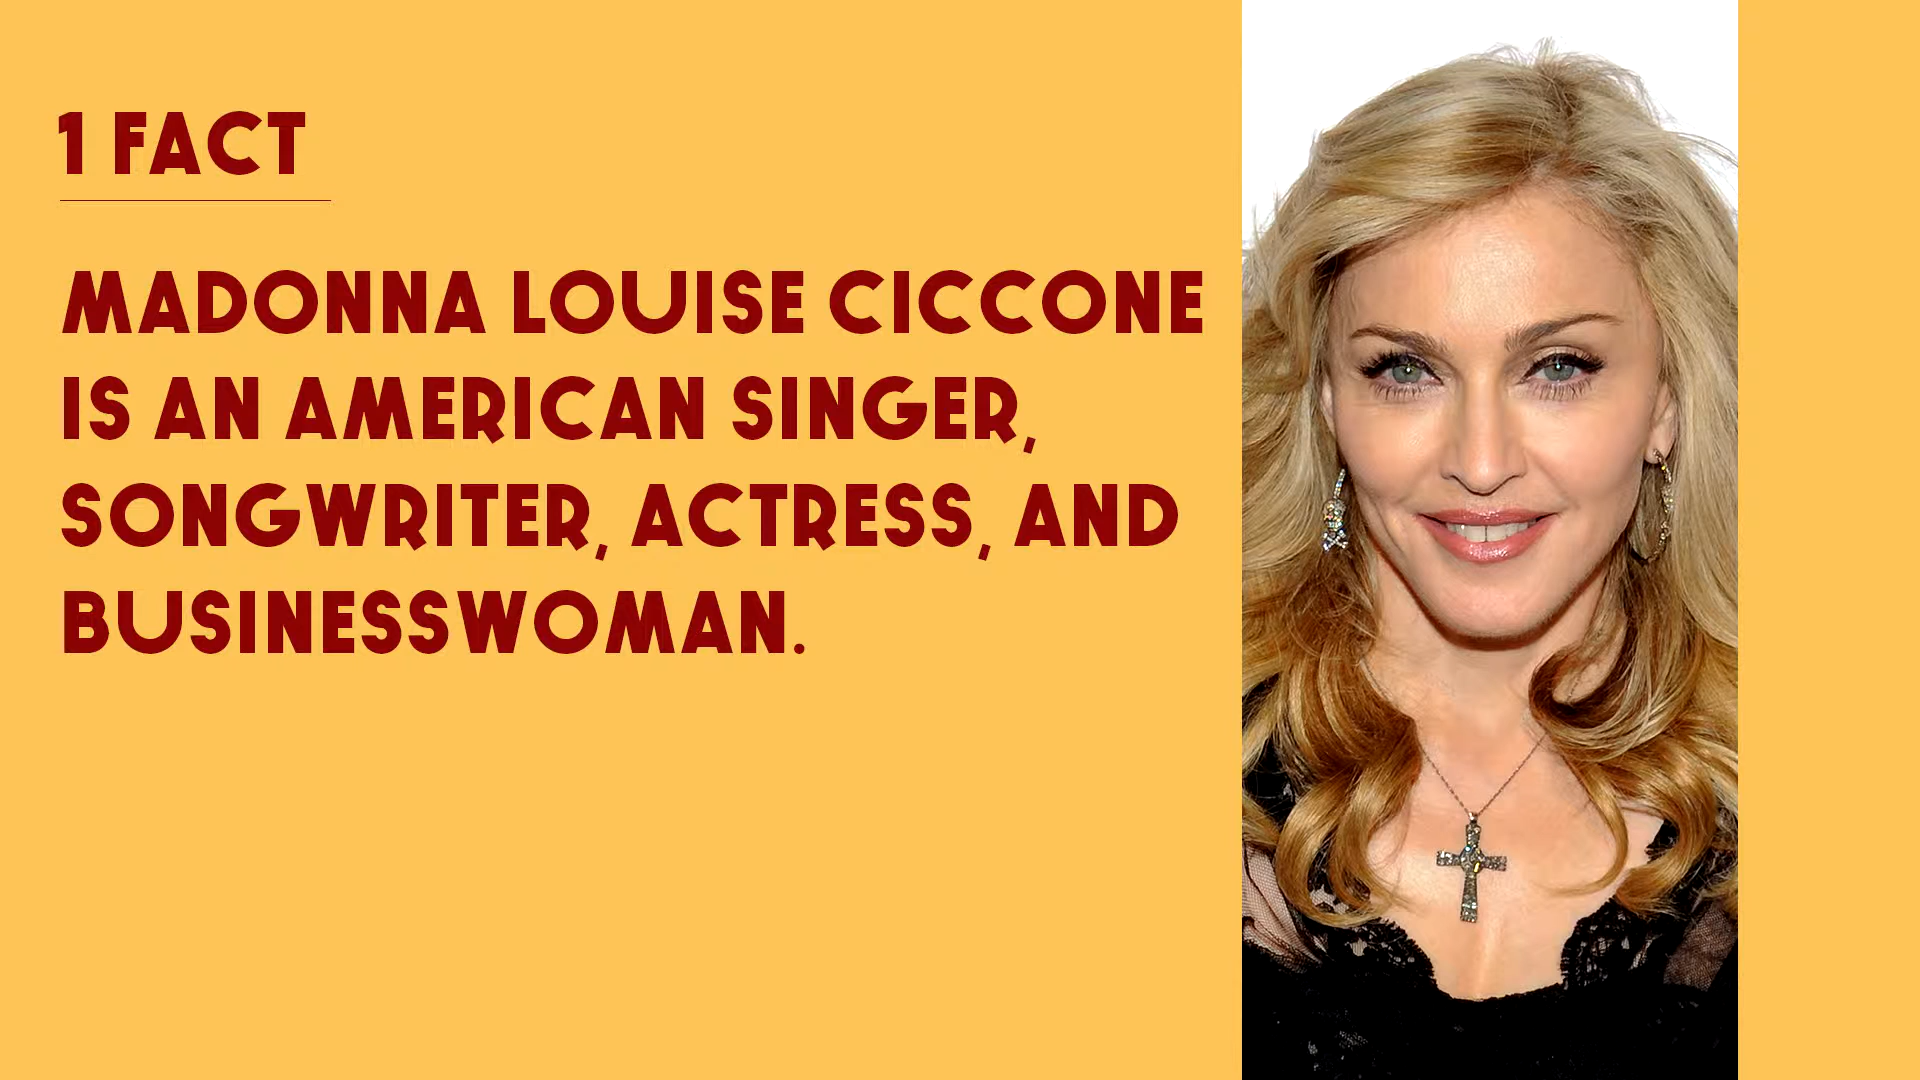 1 FACT
MADONNA LOUISE CICCONE
IS AN AMERICAN SINGER,
SONGWRITER, ACTRESS, AND
BUSINESSWOMAN.